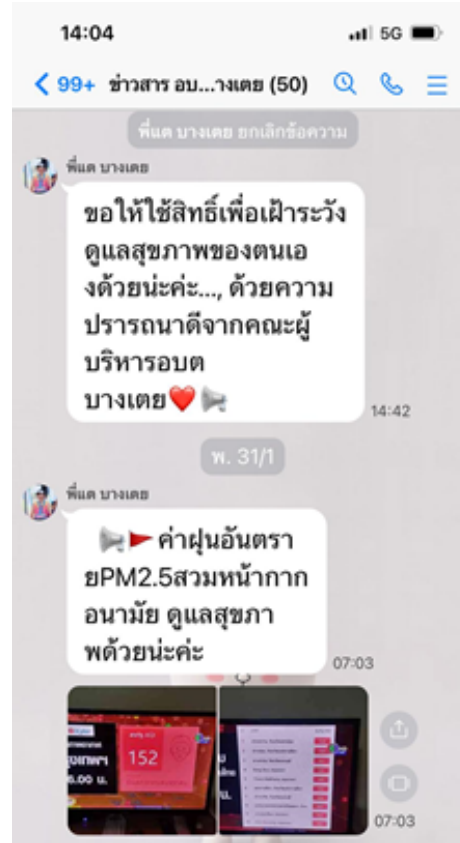 14:04
5G
99+ ข่าวสาร อบ...างเตย (50)
พี่แต บางเตย ยกเลิกข้อความ
พี่แต บางเตย
ขอให้ใช้สิทธิ์เพื่อเฝ้าระวัง
ดูแลสุขภาพของตนเอ
งด้วยน่ะค่ะ..., ด้วยความ
ปรารถนาดีจากคณะผู้
บริหารอบต
บางเตย❤️📢
14:42
พ. 31/1
พี่แต บางเตย
📢🚩ค่าฝุ่นอันตรา
ยPM2.5สวมหน้ากาก
อนามัย ดูแลสุขภา
พด้วยน่ะค่ะ
07:03
152
6.00 น.
07:03